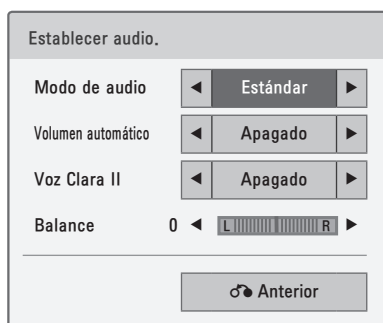 Establecer audio.
Modo de audio ◀ Estándar ▶
Volumen automático ◀ Apagado ▶
Voz Clara II ◀ Apagado ▶
Balance 0 ◀ L R ▶
Anterior